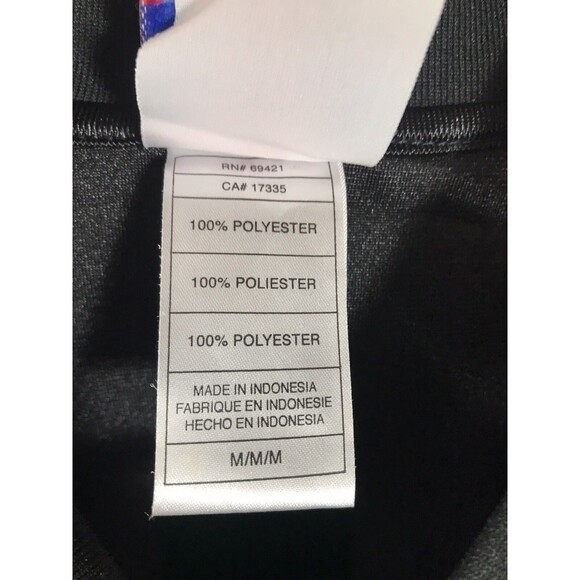 RN# 69421
CA# 17335
100% POLYESTER
100% POLIESTER
100% POLYESTER
MADE IN INDONESIA
FABRIQUE EN INDONESIE
HECHO EN INDONESIA
M/M/M